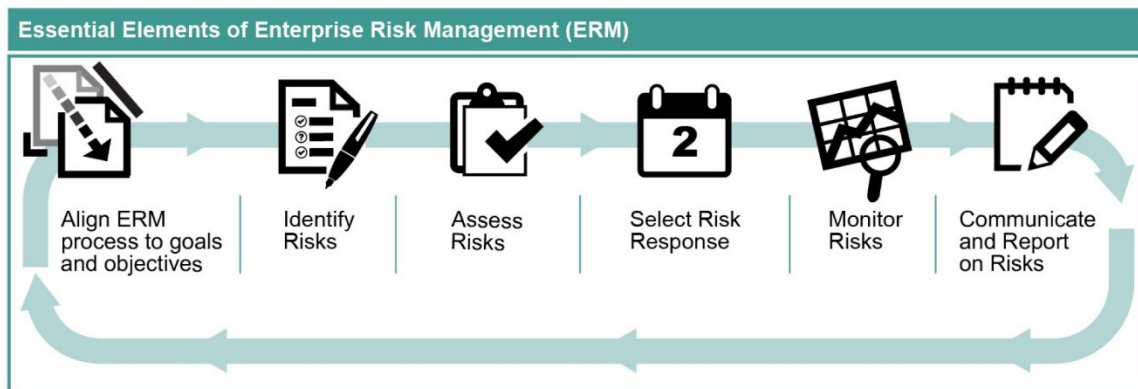 Essential Elements of Enterprise Risk Management (ERM)
2
Align ERM
process to goals
and objectives
Identify
Risks
Assess
Risks
Select Risk
Response
Monitor
Risks
Communicate
and Report
on Risks